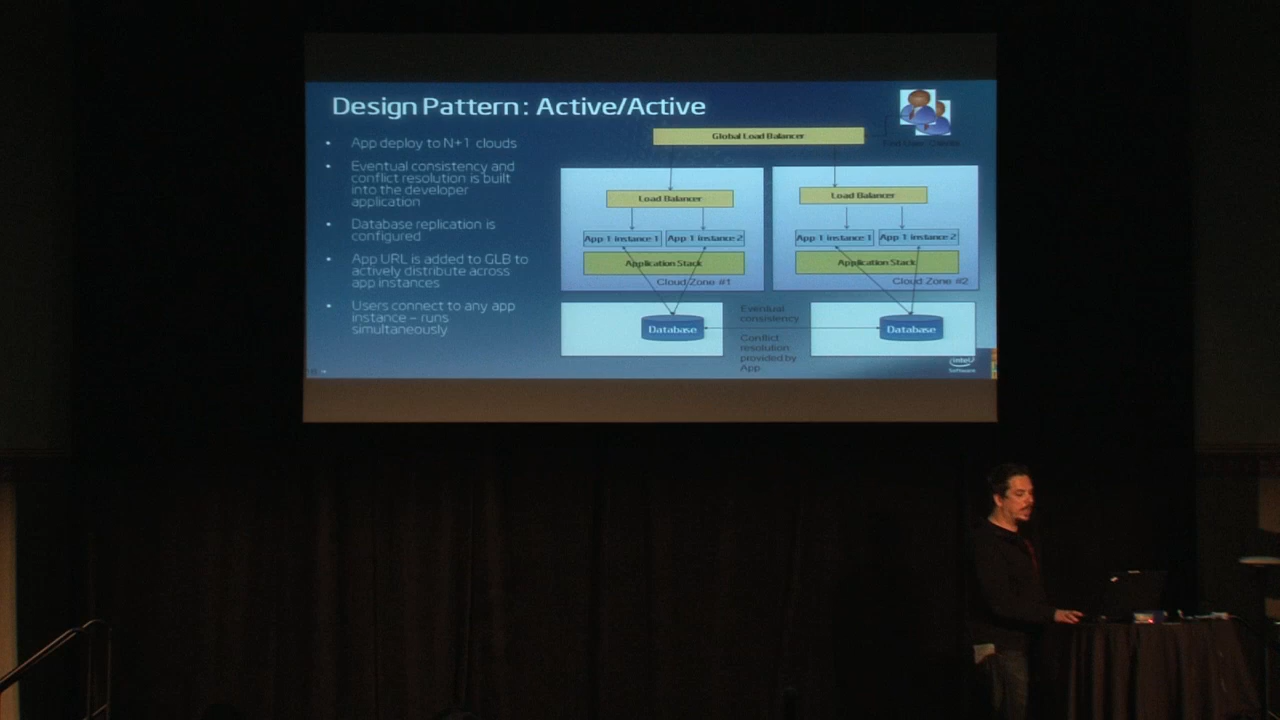 Design Pattern: Active/Active
• App deploy to N+1 clouds
• Eventual consistency and
conflict resolution is built
into the developer
application
• Database replication is
configured
• App URL is added to GLB to
actively distribute across
app instances
• Users connect to any app
instance – runs
simultaneously
Global Load Balancer
Load Balancer
App 1 instance 1
App 1 instance 2
Application Stack
Cloud Zone #1
Load Balancer
App 1 instance 1
App 1 instance 2
Application Stack
Cloud Zone #2
Database
Eventual
consistency
Conflict
resolution
provided by
App
Database
intel
Software